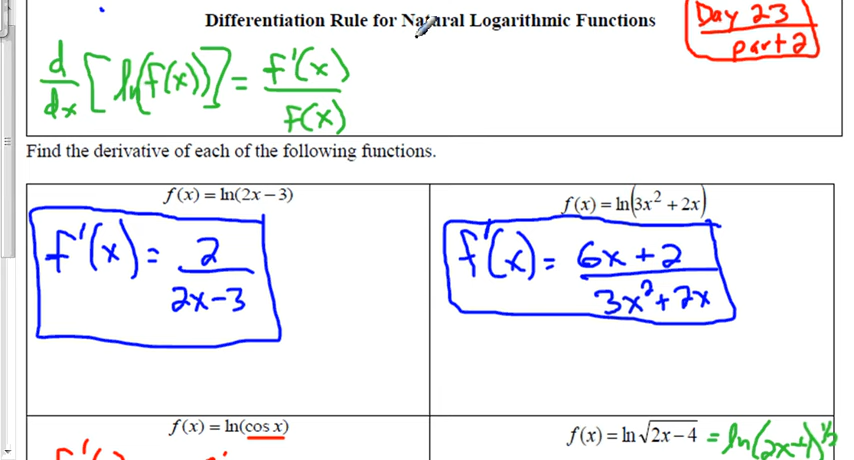 Differentiation Rule for Natural Logarithmic Functions
Day 23
part 2
d/dx [ln(f(x))] = f'(x)/f(x)
Find the derivative of each of the following functions.
f(x) = ln(2x − 3)
f(x) = ln(3x² + 2x)
f'(x) = 2/(2x − 3)
f'(x) = (6x + 2)/(3x² + 2x)
f(x) = ln(cos x)
f(x) = ln √(2x − 4) = ln(2x-4)^1/2
f'(x)